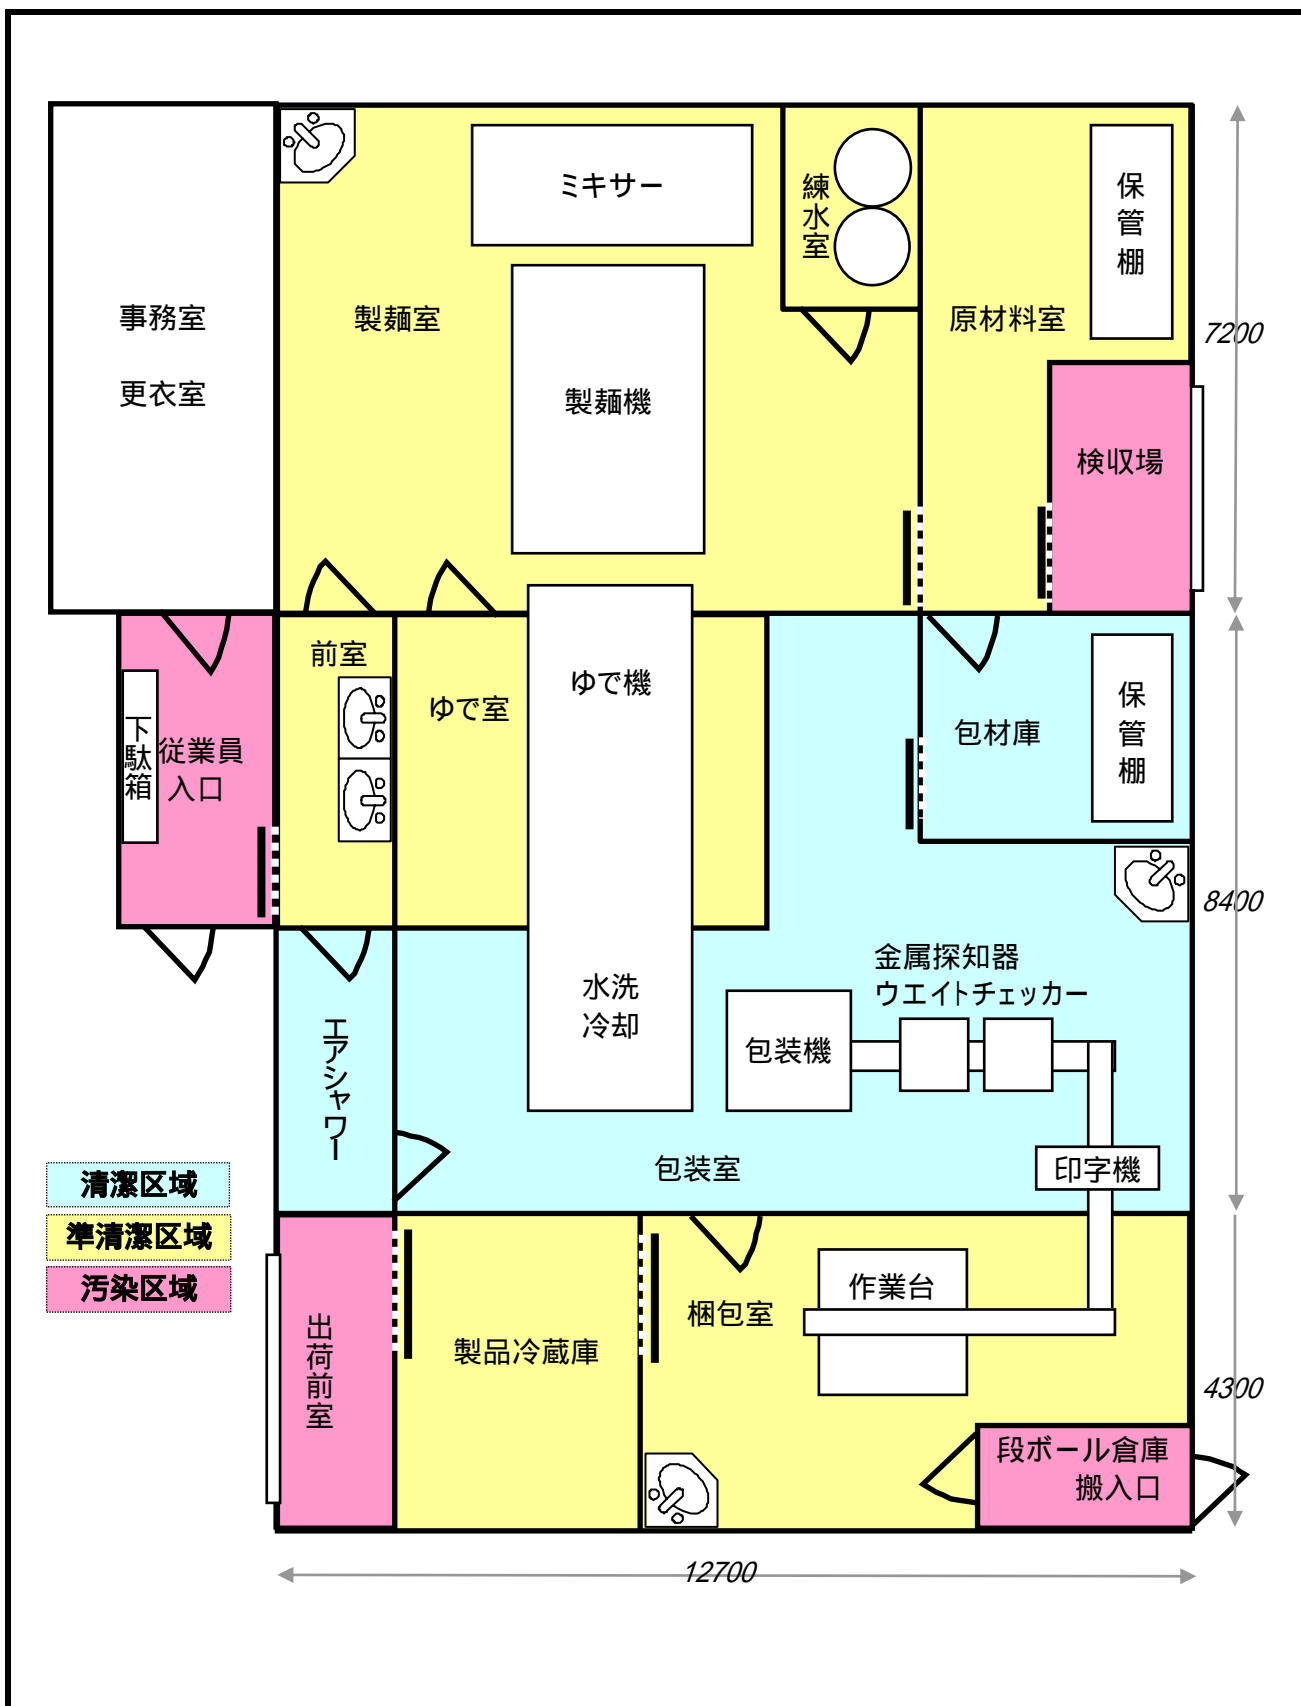 ミキサー
練水室
保管棚
事務室
更衣室
製麺室
原材料室
7200
製麺機
検収場
前室
ゆで室
ゆで機
包材庫
保管棚
下駄箱
従業員
入口
8400
金属探知器
ウエイトチェッカー
水洗
冷却
エアシャワー
包装機
包装室
印字機
清潔区域
準清潔区域
汚染区域
出荷前室
製品冷蔵庫
梱包室
作業台
4300
段ボール倉庫
搬入口
12700